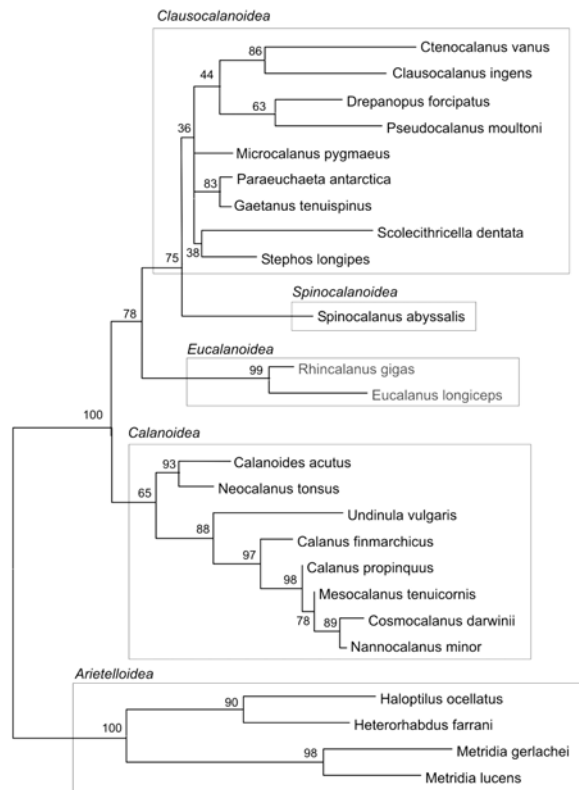 Clausocalanoidea
86
Ctenocalanus vanus
44
Clausocalanus ingens
Drepanopus forcipatus
63
Pseudocalanus moultoni
36
Microcalanus pygmaeus
83
Paraeuchaeta antarctica
Gaetanus tenuispinus
Scolecithricella dentata
38
Stephos longipes
75
Spinocalanoidea
Spinocalanus abyssalis
78
Eucalanoidea
99
Rhincalanus gigas
Eucalanus longiceps
100
Calanoidea
93
Calanoides acutus
65
Neocalanus tonsus
Undinula vulgaris
88
Calanus finmarchicus
97
Calanus propinquus
98
Mesocalanus tenuicornis
78
89
Cosmocalanus darwinii
Nannocalanus minor
Arietelloidea
90
Haloptilus ocellatus
Heterorhabdus farrani
100
Metridia gerlachei
98
Metridia lucens